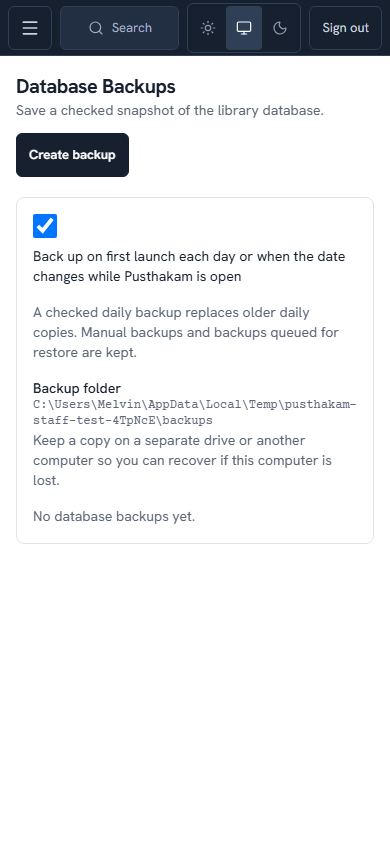 Search
Sign out
Database Backups
Save a checked snapshot of the library database.
Create backup
Back up on first launch each day or when the date
changes while Pusthakam is open
A checked daily backup replaces older daily
copies. Manual backups and backups queued for
restore are kept.
Backup folder
C:\Users\Melvin\AppData\Local\Temp\pusthakam-
staff-test-4TpNcE\backups
Keep a copy on a separate drive or another
computer so you can recover if this computer is
lost.
No database backups yet.